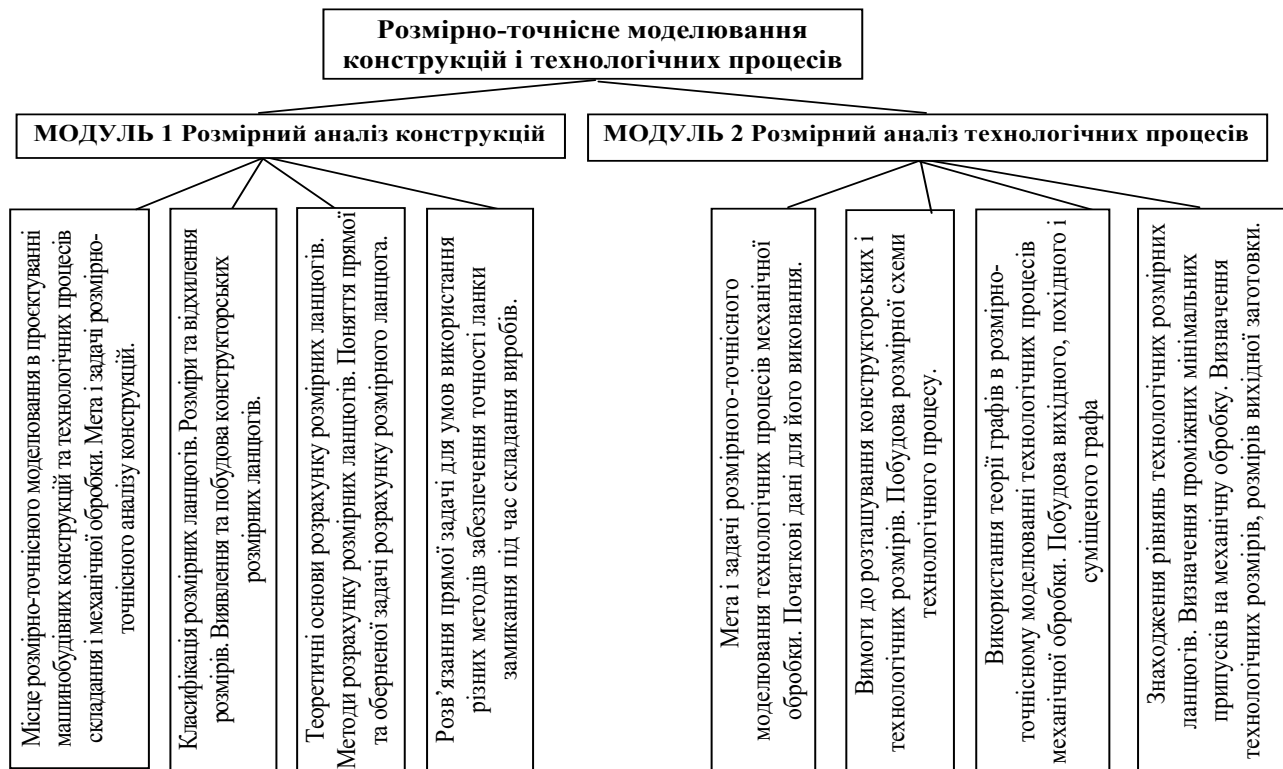 Розмірно-точнісне моделювання
конструкцій і технологічних процесів
МОДУЛЬ 1 Розмірний аналіз конструкцій
МОДУЛЬ 2 Розмірний аналіз технологічних процесів
Місце розмірно-точнісного моделювання в проєктуванні
машинобудівних конструкцій та технологічних процесів
складання і механічної обробки. Мета і задачі розмірно-
точнісного аналізу конструкцій.
Класифікація розмірних ланцюгів. Розміри та відхилення
розмірів. Виявлення та побудова конструкторських
розмірних ланцюгів.
Теоретичні основи розрахунку розмірних ланцюгів.
Методи розрахунку розмірних ланцюгів. Поняття прямої
та оберненої задачі розрахунку розмірного ланцюга.
Розв’язання прямої задачі для умов використання
різних методів забезпечення точності ланки
замикання під час складання виробів.
Мета і задачі розмірного-точнісного
моделювання технологічних процесів механічної
обробки. Початкові дані для його виконання.
Вимоги до розташування конструкторських і
технологічних розмірів. Побудова розмірної схеми
технологічного процесу.
Використання теорії графів в розмірно-
точнісному моделюванні технологічних процесів
механічної обробки. Побудова вихідного, похідного і
суміщеного графа
Знаходження рівнянь технологічних розмірних
ланцюгів. Визначення проміжних мінімальних
припусків на механічну обробку. Визначення
технологічних розмірів, розмірів вихідної заготовки.